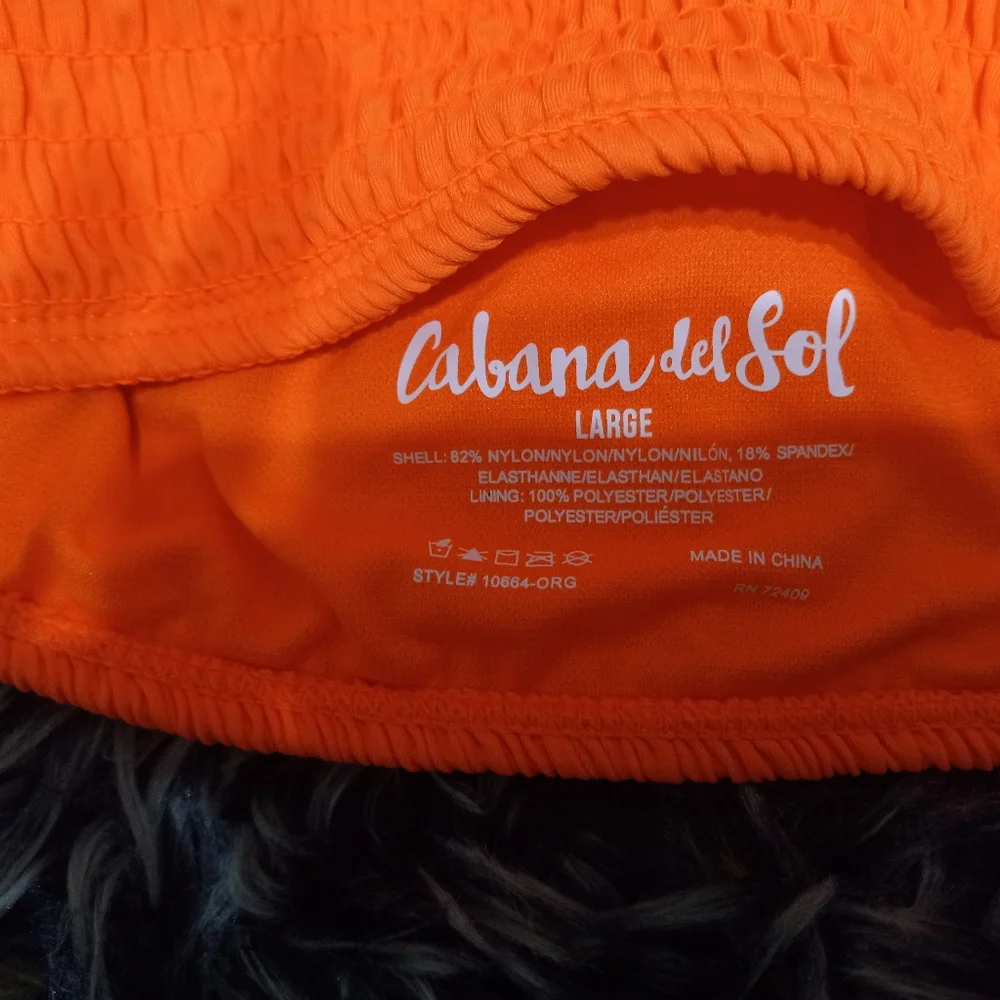 Cabana del Sol
LARGE
SHELL: 82% NYLON/NYLON/NYLON/NILÓN, 18% SPANDEX/
ELASTHANNE/ELASTHAN/ELASTANO
LINING: 100% POLYESTER/POLYESTER/
POLYESTER/POLIÉSTER
MADE IN CHINA
STYLE# 10664-ORG
RN 72409